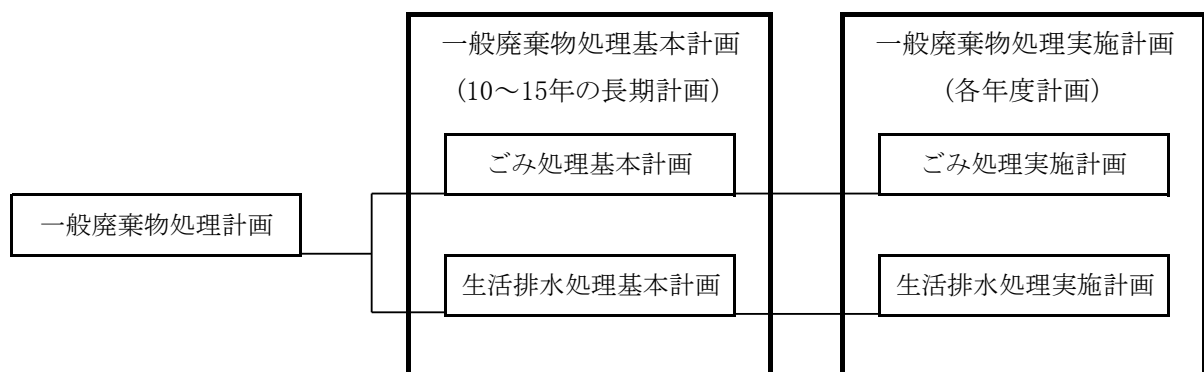 一般廃棄物処理基本計画
(10～15年の長期計画)
ごみ処理基本計画
生活排水処理基本計画
一般廃棄物処理実施計画
(各年度計画)
ごみ処理実施計画
生活排水処理実施計画
一般廃棄物処理計画